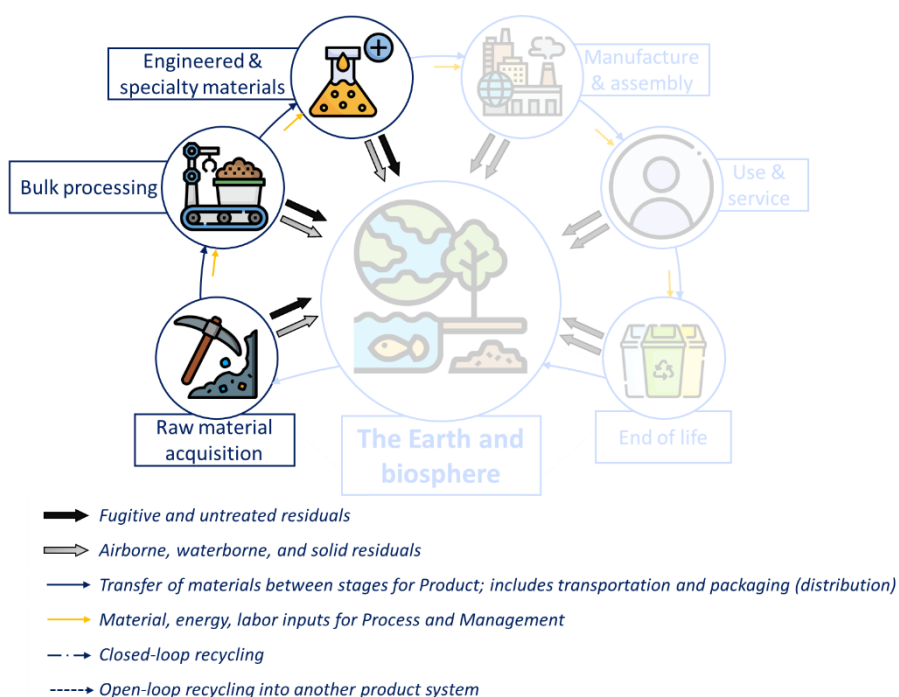 Engineered &
specialty materials
Manufacture
& assembly
Bulk processing
Use &
service
Raw material
acquisition
The Earth and
biosphere
End of life
Fugitive and untreated residuals
Airborne, waterborne, and solid residuals
Transfer of materials between stages for Product; includes transportation and packaging (distribution)
Material, energy, labor inputs for Process and Management
Closed-loop recycling
Open-loop recycling into another product system